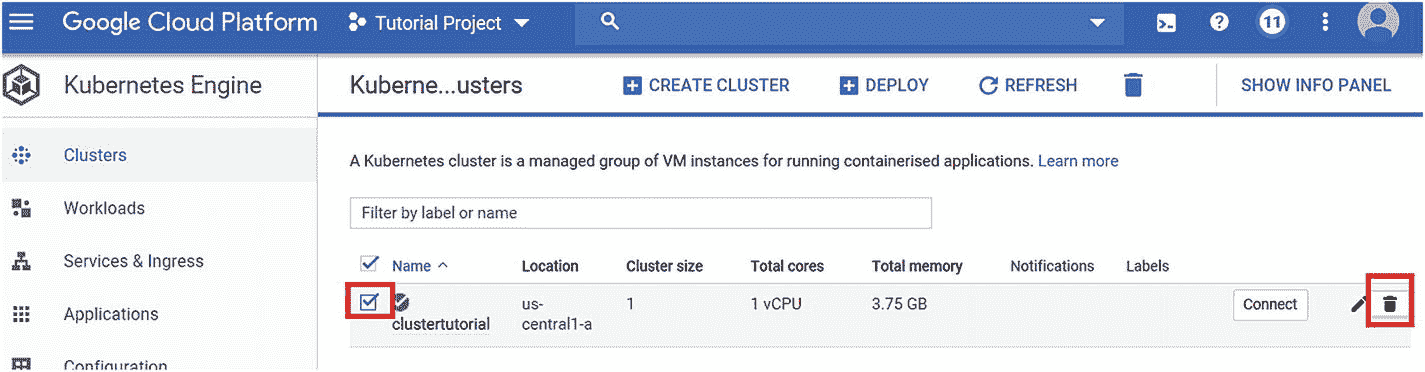 Google Cloud Platform
Tutorial Project
11
Kubernetes Engine
Kuberne...usters
CREATE CLUSTER
DEPLOY
REFRESH
SHOW INFO PANEL
Clusters
Workloads
Services & Ingress
Applications
Configuration
A Kubernetes cluster is a managed group of VM instances for running containerised applications. Learn more
Filter by label or name
Name Location Cluster size Total cores Total memory Notifications Labels
clustertutorial us-central1-a 1 1 vCPU 3.75 GB Connect